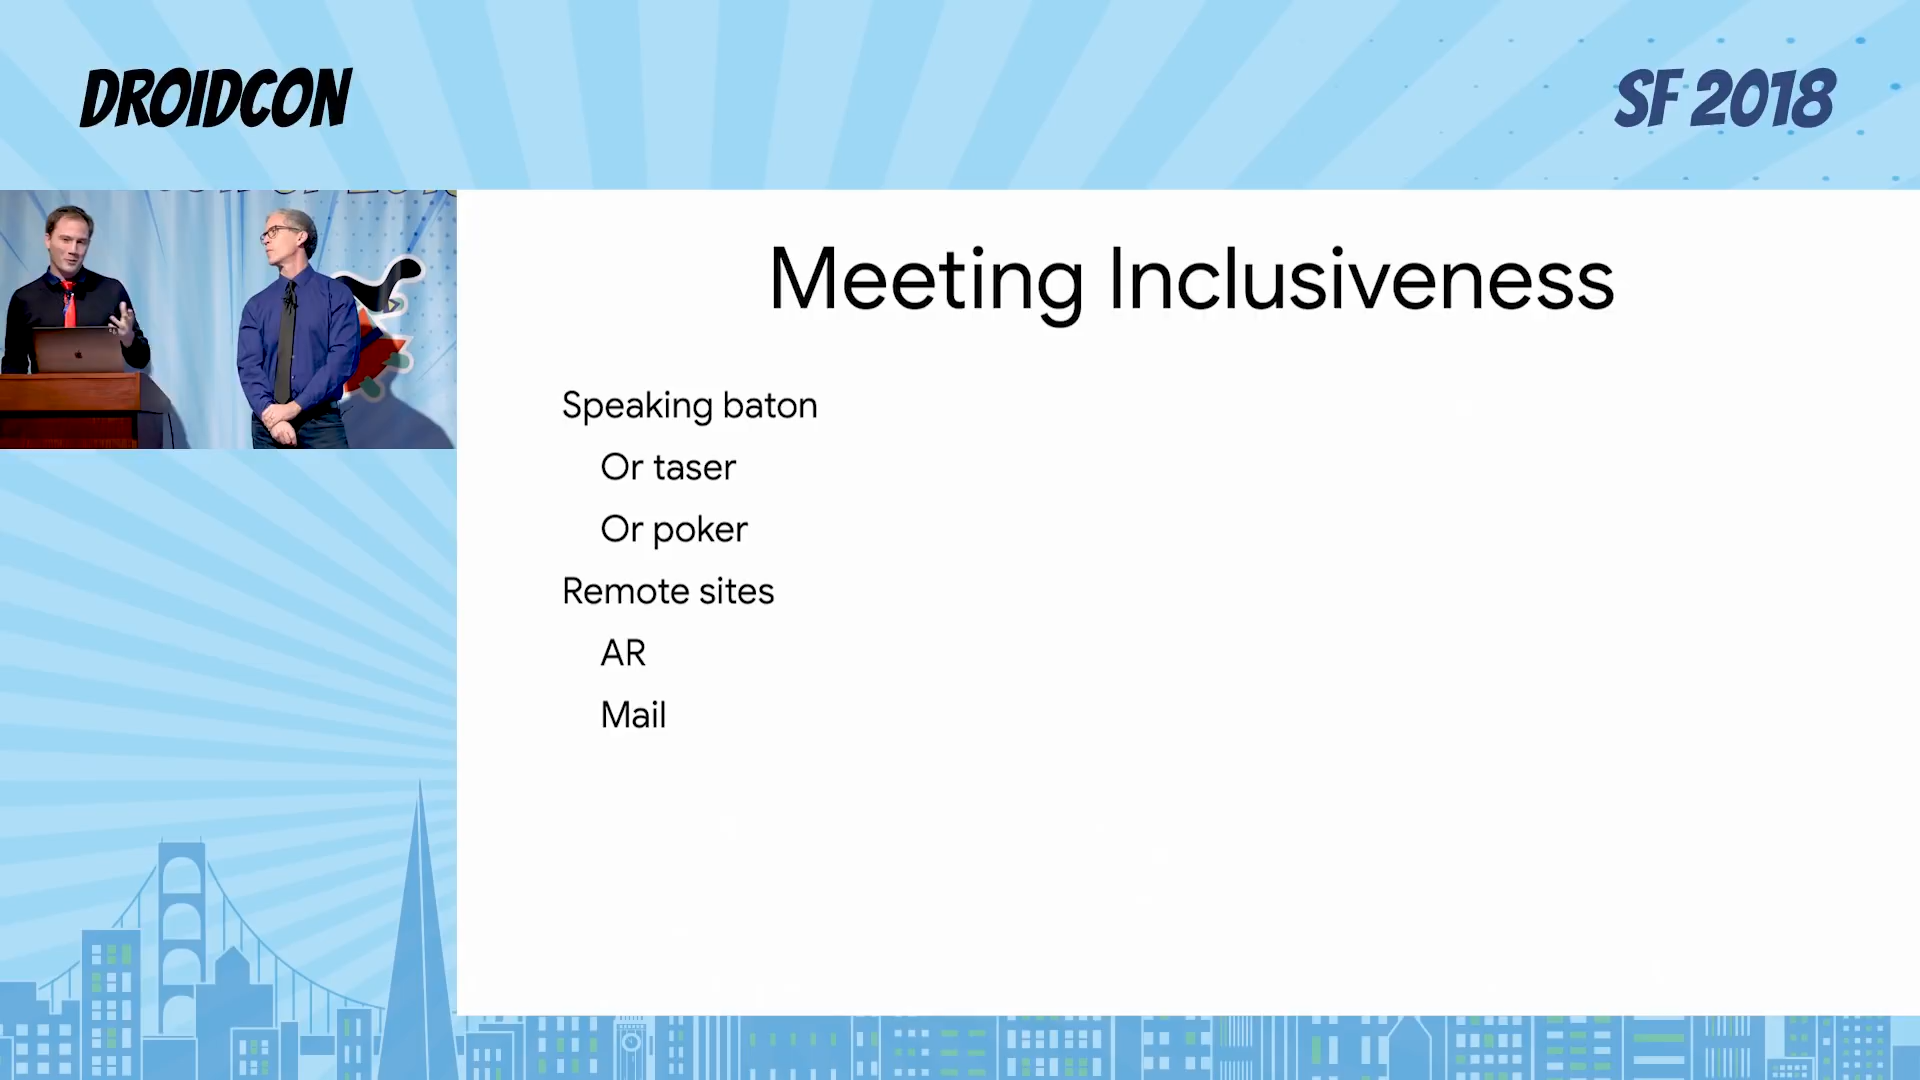 DROIDCON
SF 2018
Meeting Inclusiveness
Speaking baton
Or taser
Or poker
Remote sites
AR
Mail